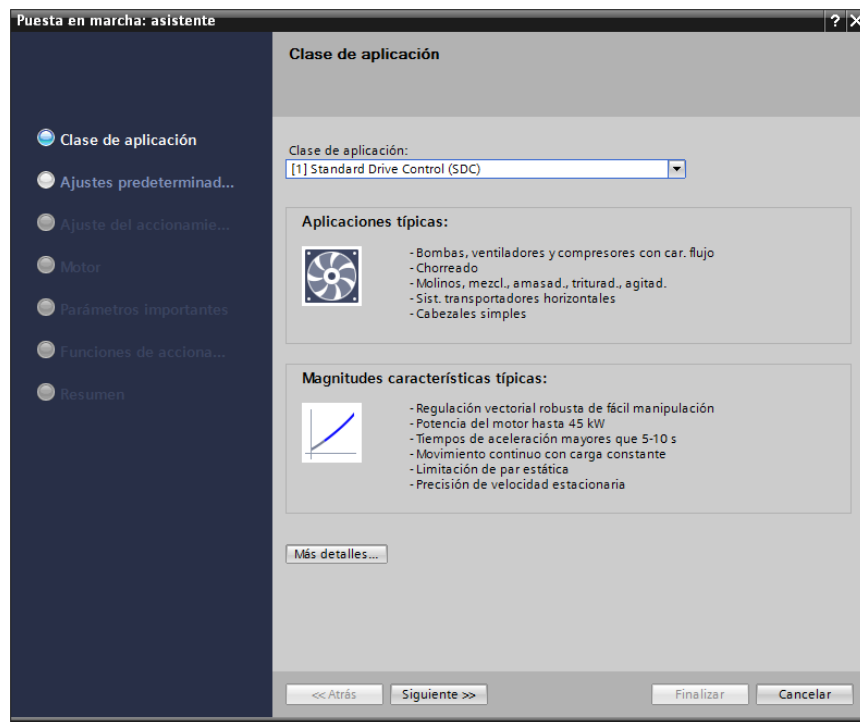 Puesta en marcha: asistente
? X
Clase de aplicación
Clase de aplicación
Ajustes predeterminad...
Ajuste del accionamie...
Motor
Parámetros importantes
Funciones de acciona...
Resumen
Clase de aplicación:
[1] Standard Drive Control (SDC)
Aplicaciones típicas:
- Bombas, ventiladores y compresores con car. flujo
- Chorreado
- Molinos, mezcl., amasad., triturad., agitad.
- Sist. transportadores horizontales
- Cabezales simples
Magnitudes características típicas:
- Regulación vectorial robusta de fácil manipulación
- Potencia del motor hasta 45 kW
- Tiempos de aceleración mayores que 5-10 s
- Movimiento continuo con carga constante
- Limitación de par estática
- Precisión de velocidad estacionaria
Más detalles...
<< Atrás
Siguiente >>
Finalizar
Cancelar